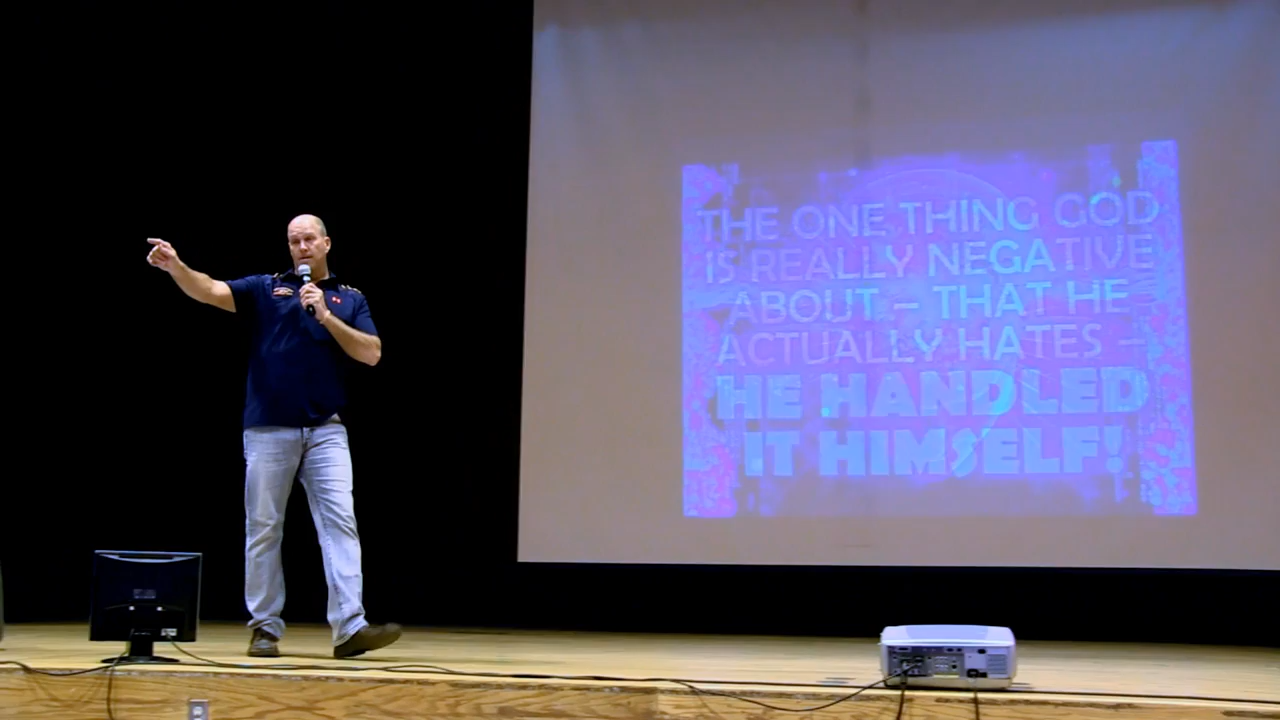 THE ONE THING GOD
IS REALLY NEGATIVE
ABOUT – THAT HE
ACTUALLY HATES –
HE HANDLED
IT HIMSELF!